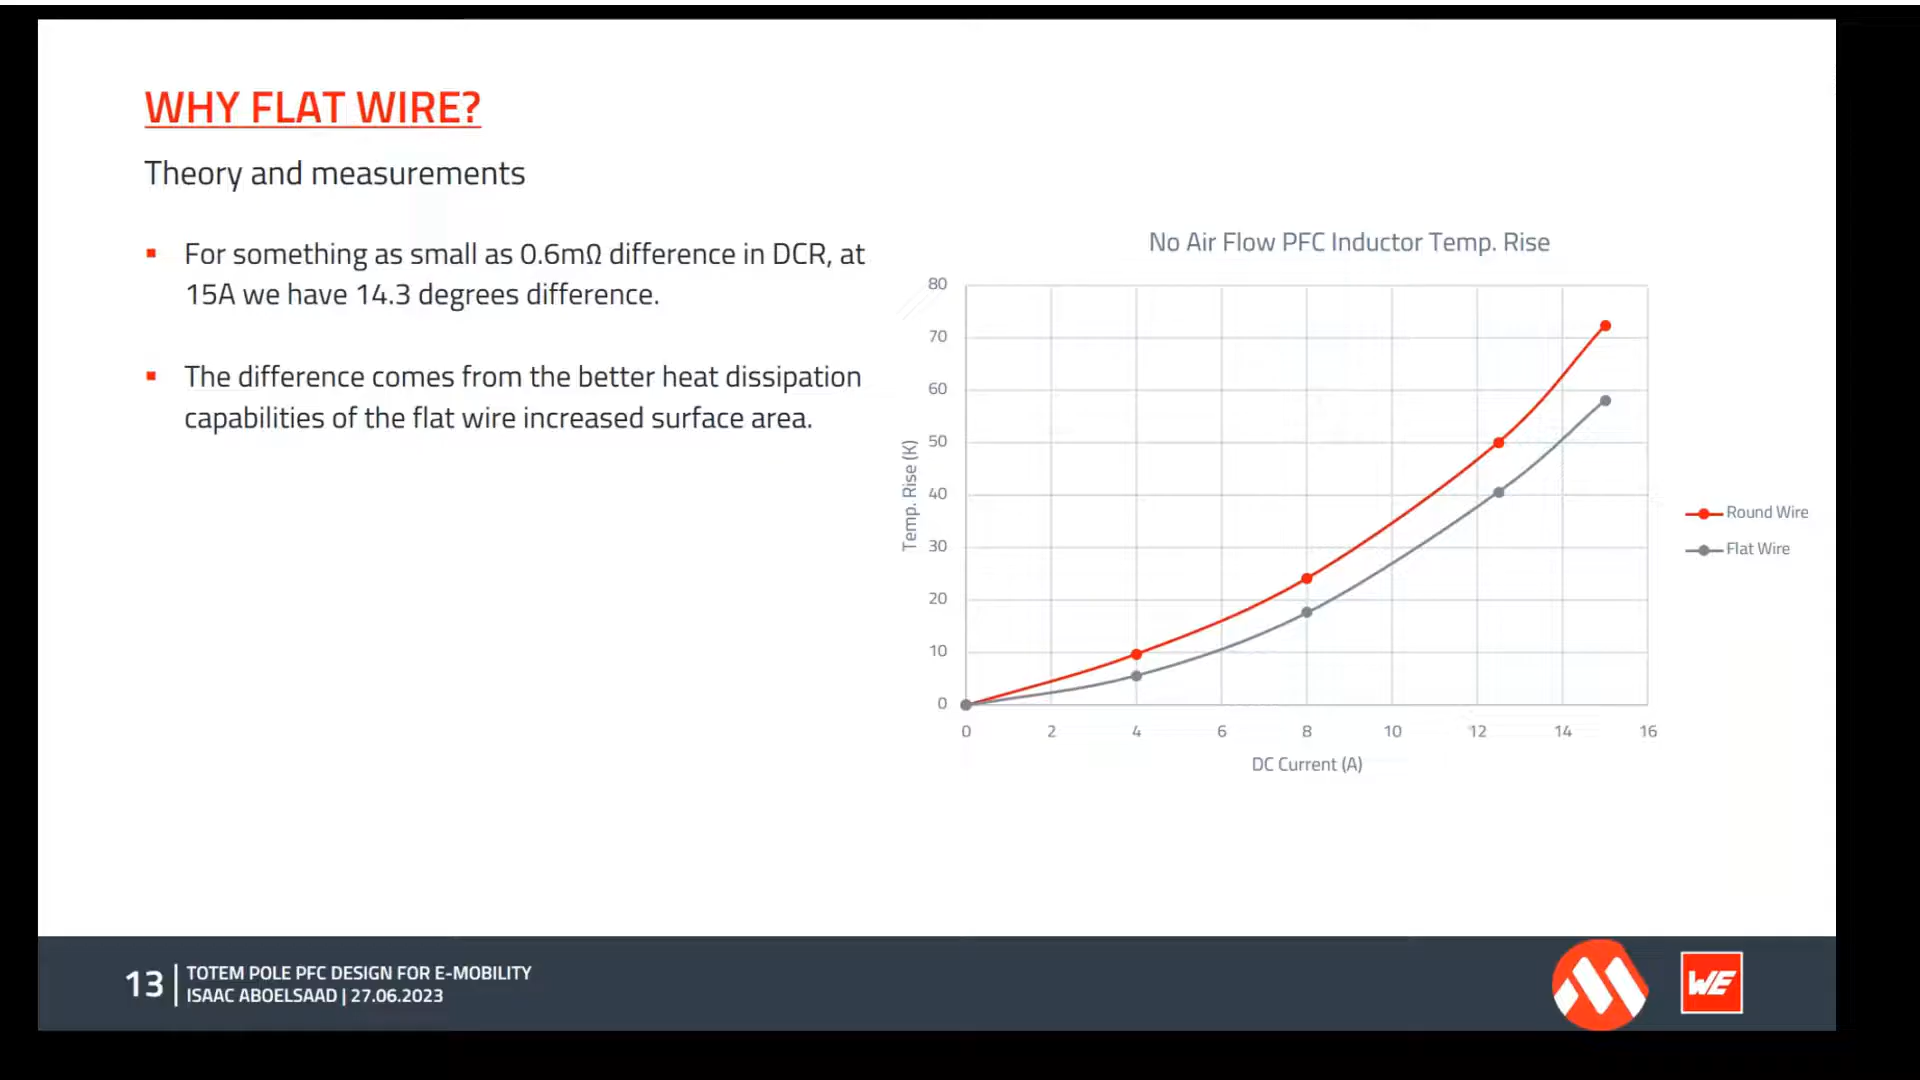 WHY FLAT WIRE?
Theory and measurements
▪ For something as small as 0.6mΩ difference in DCR, at
15A we have 14.3 degrees difference.
▪ The difference comes from the better heat dissipation
capabilities of the flat wire increased surface area.
No Air Flow PFC Inductor Temp. Rise
80
70
60
50
40
30
20
10
0
Temp. Rise (K)
0 2 4 6 8 10 12 14 16
DC Current (A)
Round Wire
Flat Wire
13
TOTEM POLE PFC DESIGN FOR E-MOBILITY
ISAAC ABOELSAAD | 27.06.2023
WE